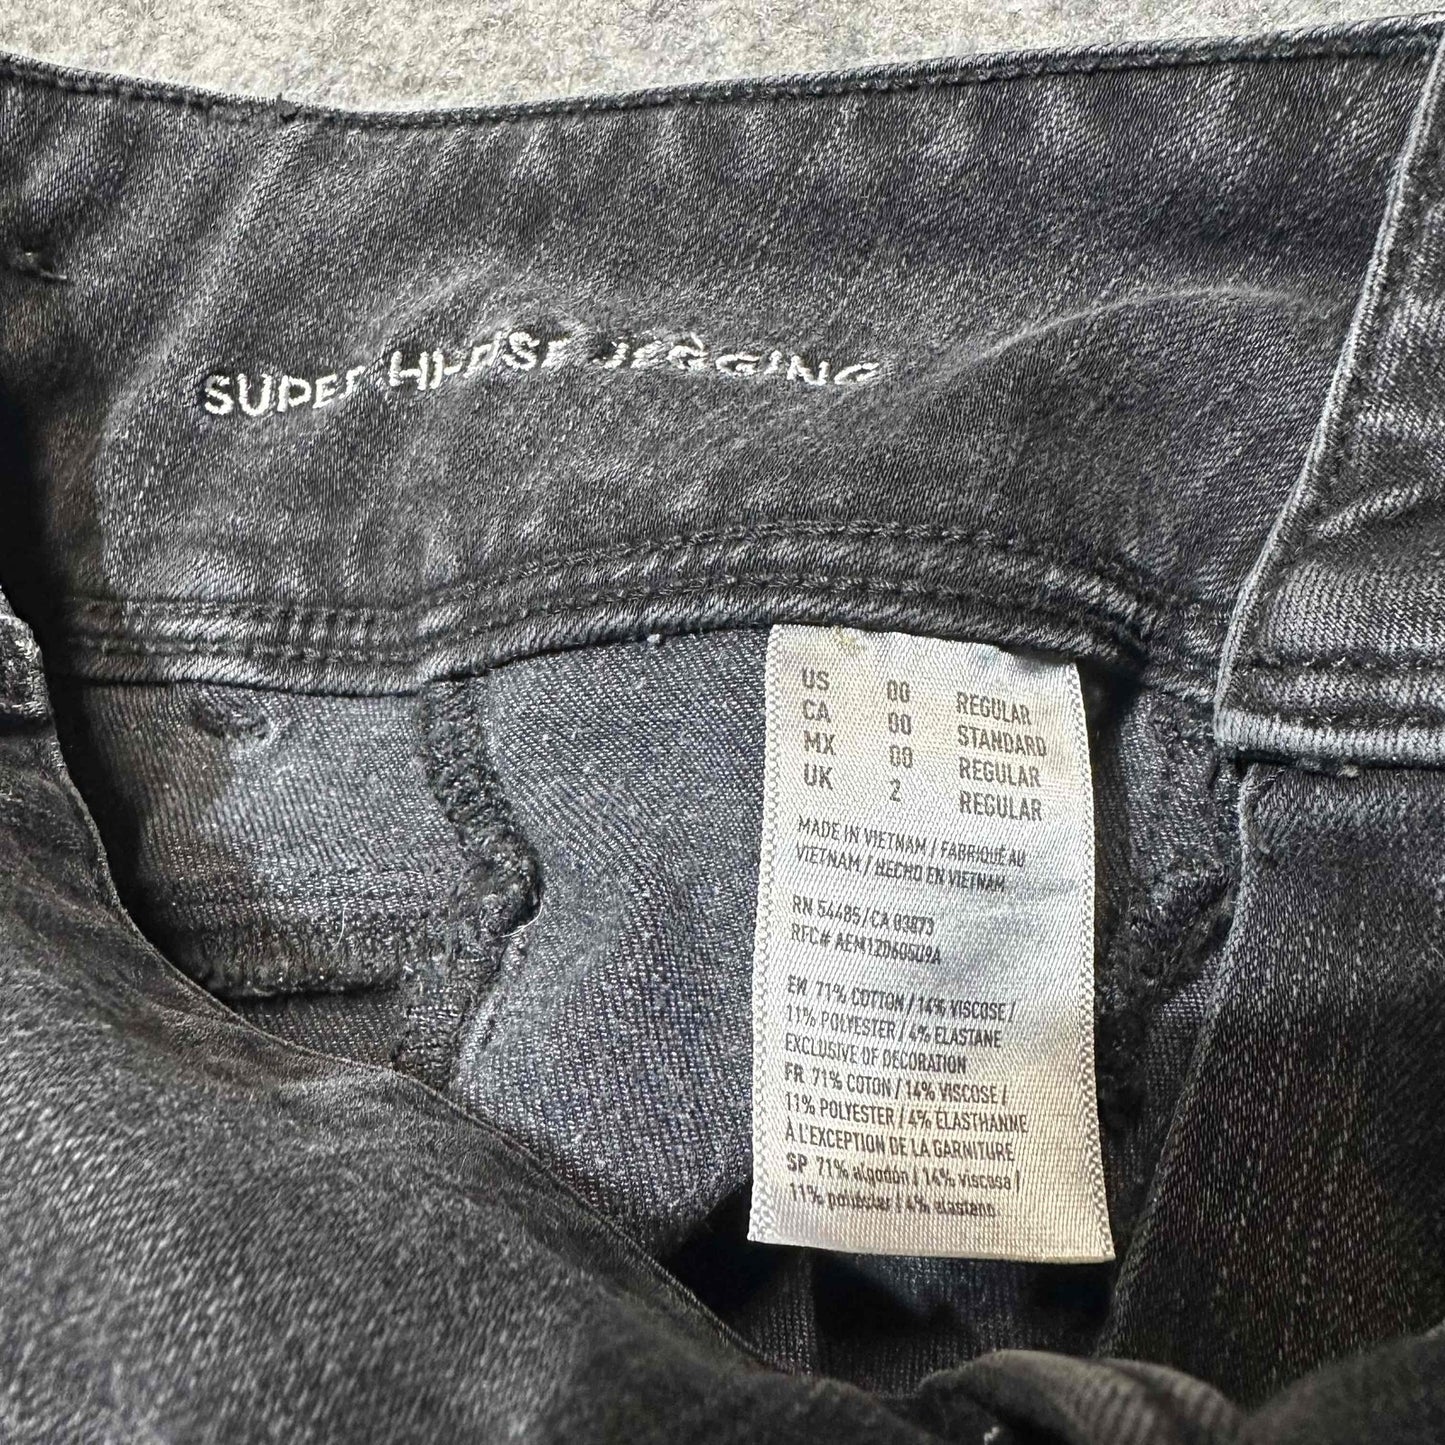 SUPER HI-RISE JEGGING
US 00 REGULAR
CA 00 STANDARD
MX 00 REGULAR
UK 2 REGULAR
MADE IN VIETNAM / FABRIQUÉ AU
VIETNAM / HECHO EN VIETNAM
RN 54485 / CA 03873
RFC# AEM120605U9A
EN 71% COTTON / 14% VISCOSE /
11% POLYESTER / 4% ELASTANE
EXCLUSIVE OF DECORATION
FR 71% COTON / 14% VISCOSE /
11% POLYESTER / 4% ÉLASTHANNE
À L'EXCEPTION DE LA GARNITURE
SP 71% algodón / 14% viscosa /
11% poliéster / 4% elastano